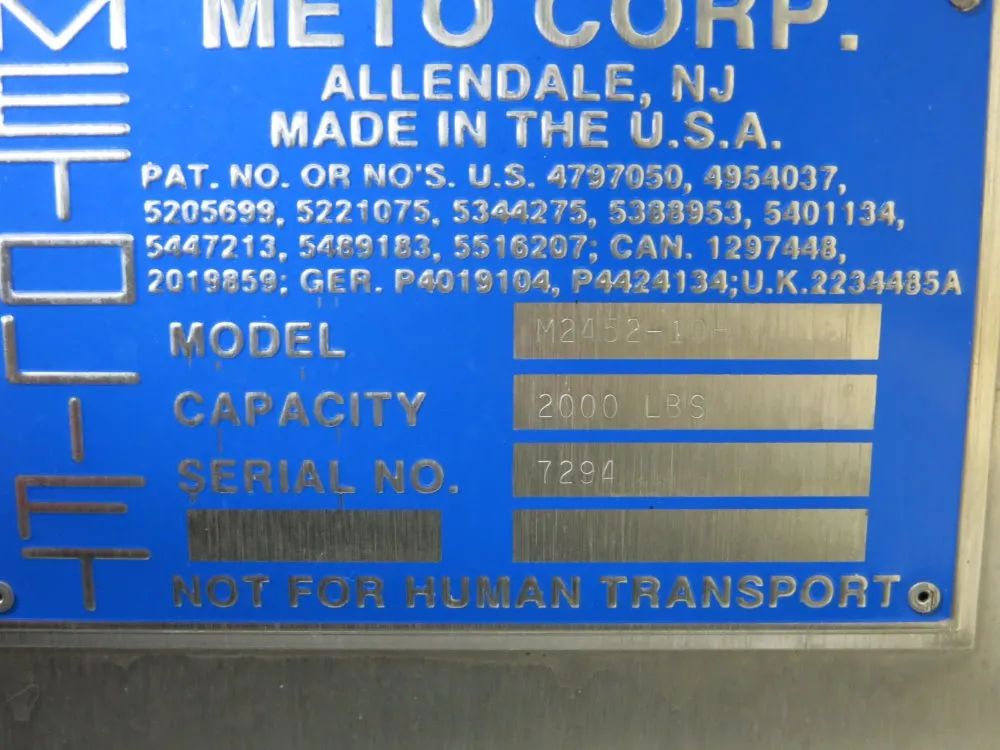 METO CORP.
ALLENDALE, NJ
MADE IN THE U.S.A.
PAT. NO. OR NO'S. U.S. 4797050, 4954037,
5205699, 5221075, 5344275, 5388953, 5401134,
5447213, 5489183, 5516207; CAN. 1297448,
2019859; GER. P4019104, P4424134; U.K. 2234485A
MODEL
CAPACITY 2000 LBS
SERIAL NO. 7294
NOT FOR HUMAN TRANSPORT
METOLIFT